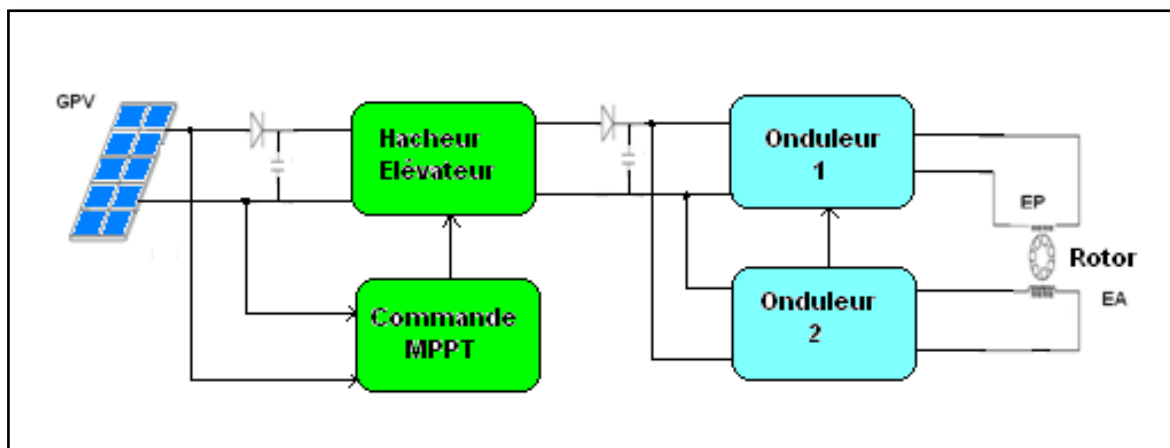 GPV
Hacheur
Elévateur
Onduleur
1
EP
Rotor
Commande
MPPT
Onduleur
2
EA